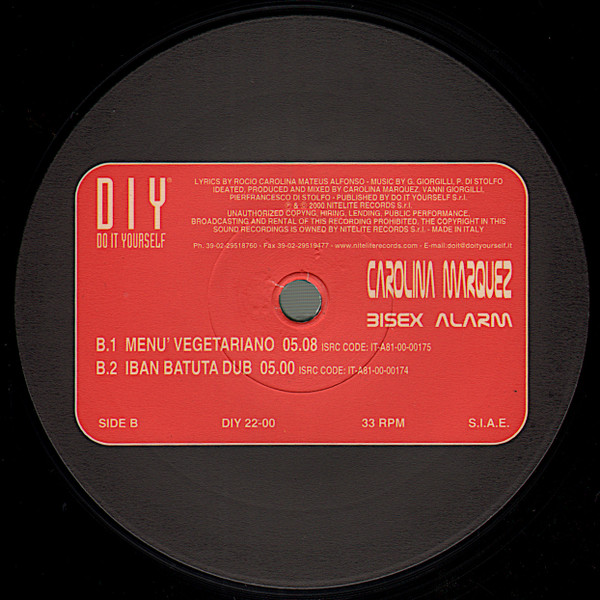 DIY®
DO IT YOURSELF
LYRICS BY ROCIO CAROLINA MATEUS ALFONSO - MUSIC BY G. GIORGILLI, P. DI STOLFO
IDEATED, PRODUCED AND MIXED BY CAROLINA MARQUEZ, VANNI GIORGILLI,
PIERFRANCESCO DI STOLFO - PUBLISHED BY DO IT YOURSELF S.r.l.
℗ & © 2000 NITELITE RECORDS S.r.l.
UNAUTHORIZED COPYNG, HIRING, LENDING, PUBLIC PERFORMANCE,
BROADCASTING AND RENTAL OF THIS RECORDING PROHIBITED, THE COPYRIGHT IN THIS
SOUND RECORDINGS IS OWNED BY NITELITE RECORDS S.r.l. - MADE IN ITALY
Ph. 39-02-29518760 - Fax 39-02-29519477 - www.niteliterecords.com - E-mail:doit@doityourself.it
CAROLINA MARQUEZ
BISEX ALARM
B.1 MENU' VEGETARIANO 05.08 ISRC CODE: IT-A81-00-00175
B.2 IBAN BATUTA DUB 05.00 ISRC CODE: IT-A81-00-00174
SIDE B DIY 22-00 33 RPM S.I.A.E.